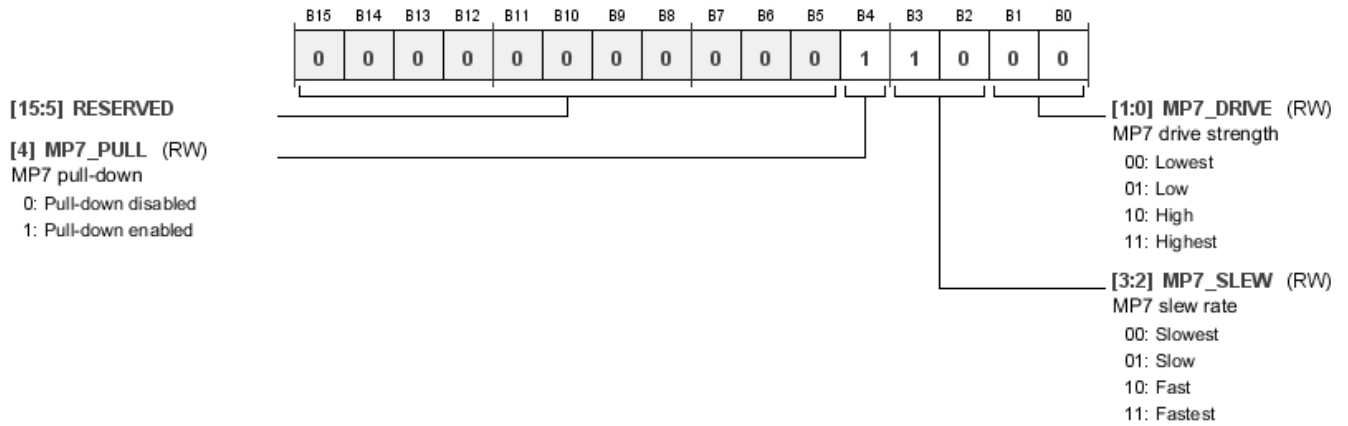 B15 B14 B13 B12 B11 B10 B9 B8 B7 B6 B5 B4 B3 B2 B1 B0
0 0 0 0 0 0 0 0 0 0 0 1 1 0 0 0
[15:5] RESERVED
[4] MP7_PULL (RW)
MP7 pull-down
0: Pull-down disabled
1: Pull-down enabled
[1:0] MP7_DRIVE (RW)
MP7 drive strength
00: Lowest
01: Low
10: High
11: Highest
[3:2] MP7_SLEW (RW)
MP7 slew rate
00: Slowest
01: Slow
10: Fast
11: Fastest